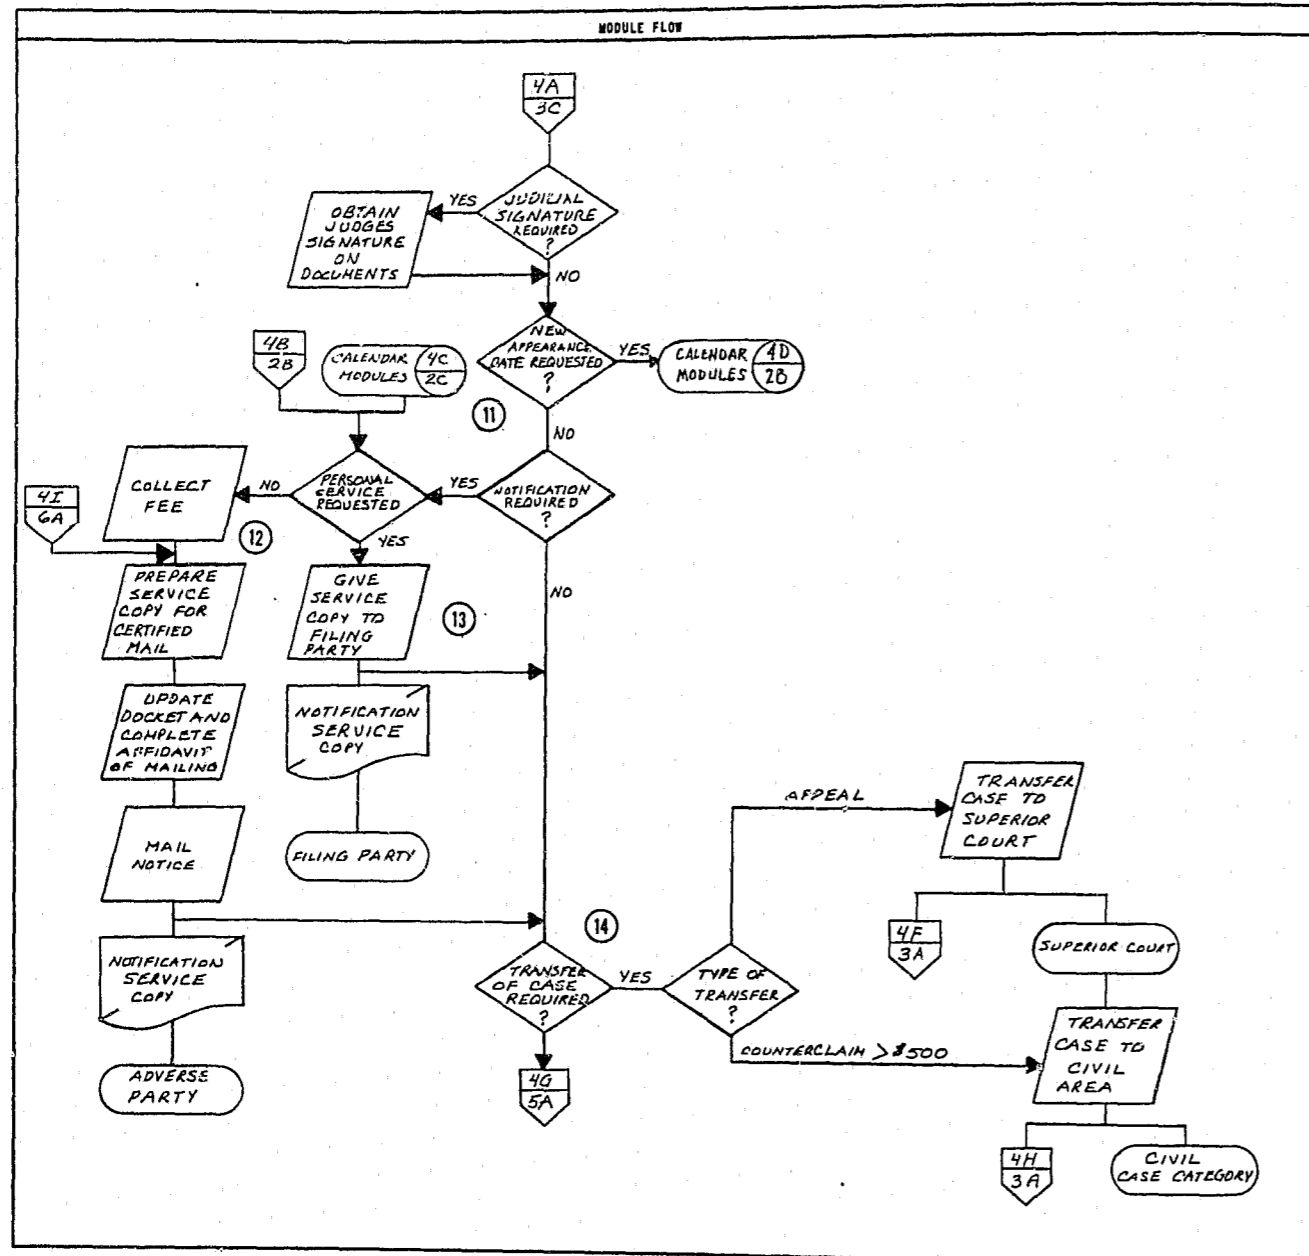 MODULE FLOW
4A
3C
JUDICIAL
SIGNATURE
REQUIRED
?
YES
OBTAIN
JUDGES
SIGNATURE
ON
DOCUMENTS
NO
NEW
APPEARANCE
DATE REQUESTED
?
YES
CALENDAR
MODULES
4D
2B
4B
2B
CALENDAR
MODULES
4C
2C
11
NO
NOTIFICATION
REQUIRED
?
YES
PERSONAL
SERVICE
REQUESTED
NO
COLLECT
FEE
4I
6A
12
YES
NO
PREPARE
SERVICE
COPY FOR
CERTIFIED
MAIL
GIVE
SERVICE
COPY TO
FILING
PARTY
13
UPDATE
DOCKET AND
COMPLETE
AFFIDAVIT
OF MAILING
NOTIFICATION
SERVICE
COPY
MAIL
NOTICE
FILING PARTY
APPEAL
TRANSFER
CASE TO
SUPERIOR
COURT
14
4F
3A
SUPERIOR COURT
NOTIFICATION
SERVICE
COPY
TRANSFER
OF CASE
REQUIRED
?
YES
TYPE OF
TRANSFER
?
COUNTERCLAIM > $500
TRANSFER
CASE TO
CIVIL
AREA
ADVERSE
PARTY
4G
5A
4H
3A
CIVIL
CASE CATEGORY